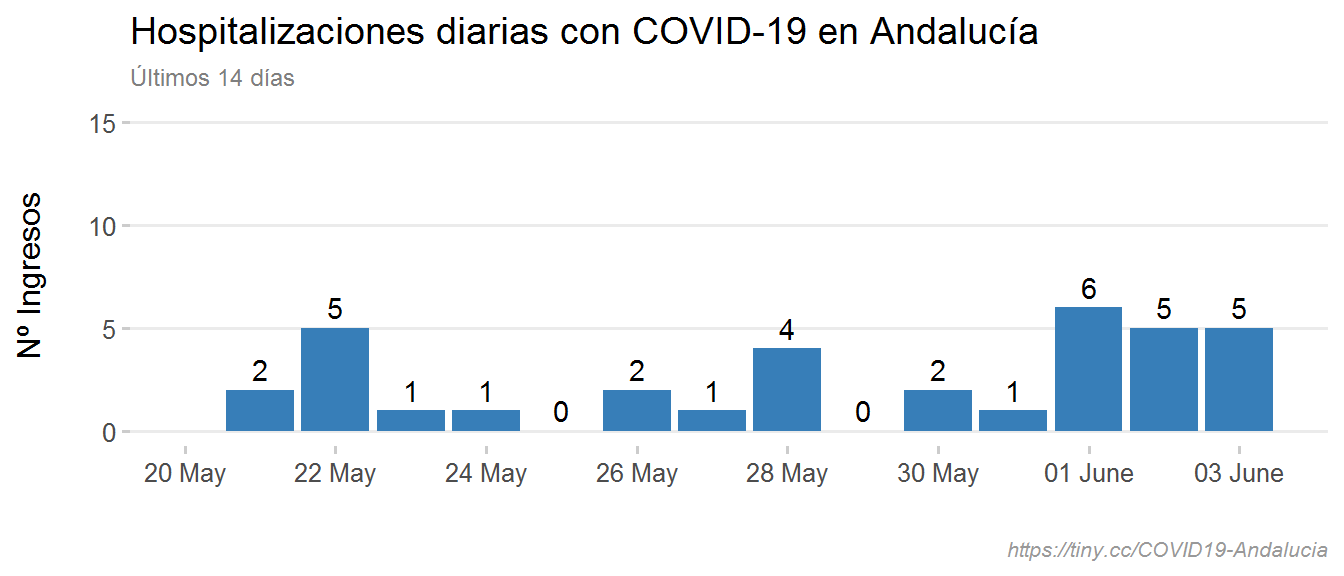 Hospitalizaciones diarias con COVID-19 en Andalucía
Últimos 14 días
15
10
5
0
Nº Ingresos
2
5
1
1
0
2
1
4
0
2
1
6
5
5
20 May
22 May
24 May
26 May
28 May
30 May
01 June
03 June
https://tiny.cc/COVID19-Andalucia